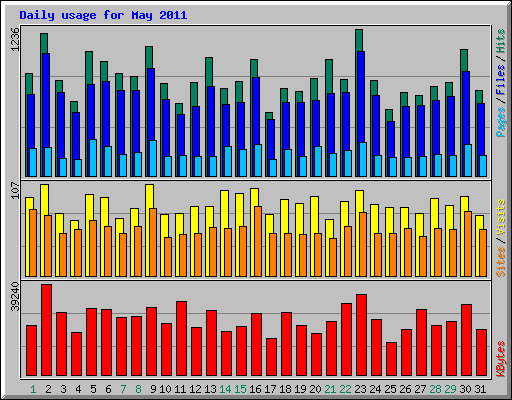 Daily usage for May 2011
1236
Pages / Files / Hits
107
Sites / Visits
39240
KBytes
1 2 3 4 5 6 7 8 9 10 11 12 13 14 15 16 17 18 19 20 21 22 23 24 25 26 27 28 29 30 31